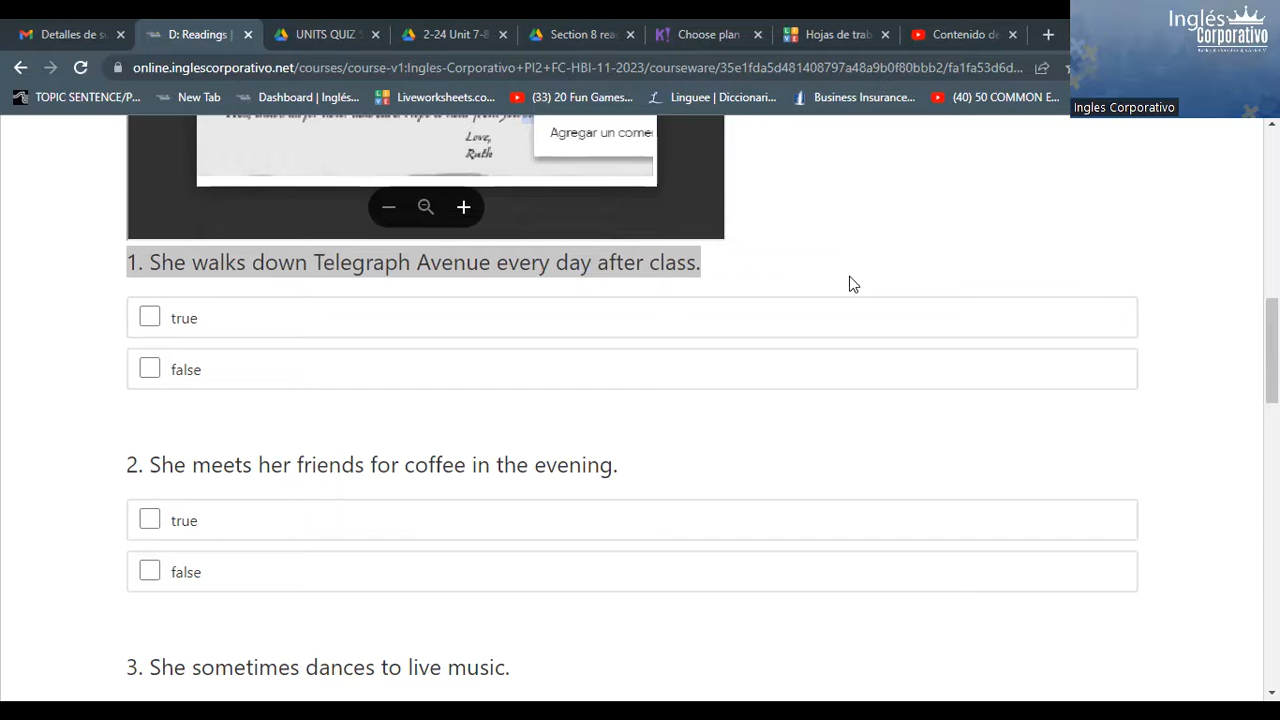 Inglés
Corporativo
Detalles de su
D: Readings |
UNITS QUIZ
2-24 Unit 7-8
Section 8 rea
Choose plan
Hojas de trab
Contenido de
online.inglescorporativo.net/courses/course-v1:Ingles-Corporativo+PI2+FC-HBI-11-2023/courseware/35e1fda5d481408797a48a9b0f80bbb2/fa1fa53d6d...
TOPIC SENTENCE/P...
New Tab
Dashboard | Inglés...
Liveworksheets.co...
(33) 20 Fun Games...
Linguee | Diccionari...
Business Insurance...
(40) 50 COMMON E...
Ingles Corporativo
Agregar un come
Love,
Ruth
1. She walks down Telegraph Avenue every day after class.
true
false
2. She meets her friends for coffee in the evening.
true
false
3. She sometimes dances to live music.